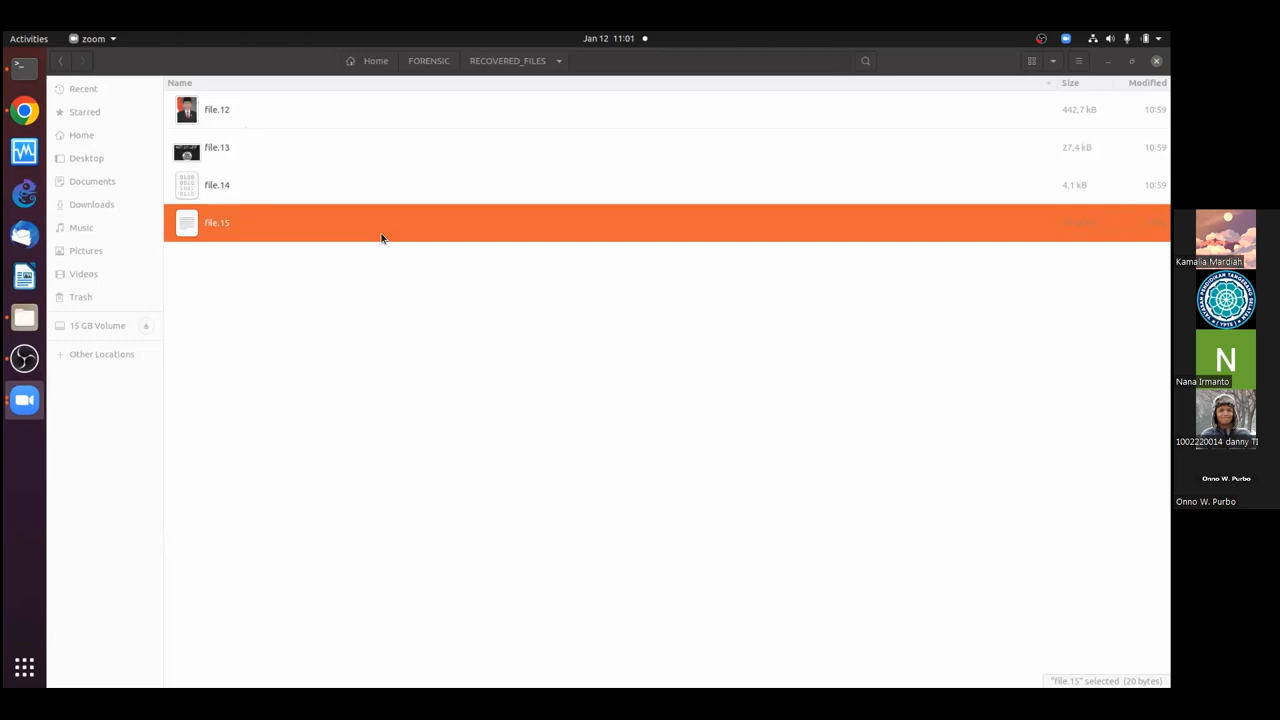 Activities
zoom
Jan 12 11:01
Home
FORENSIC
RECOVERED_FILES
Name
Size
Modified
Recent
Starred
Home
Desktop
Documents
Downloads
Music
Pictures
Videos
Trash
15 GB Volume
Other Locations
file.12
442,7 kB
10:59
file.13
27,4 kB
10:59
file.14
4,1 kB
10:59
file.15
"file.15" selected (20 bytes)
Kamalia Mardiah
N
Nana Irmanto
1002220014 danny TI
Onno W. Purbo
Onno W. Purbo